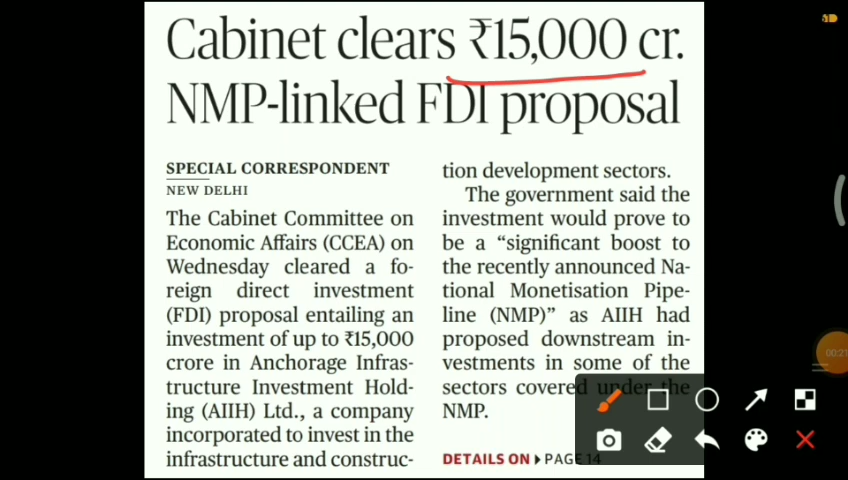 Cabinet clears ₹15,000 cr.
NMP-linked FDI proposal
SPECIAL CORRESPONDENT
NEW DELHI
The Cabinet Committee on
Economic Affairs (CCEA) on
Wednesday cleared a fo-
reign direct investment
(FDI) proposal entailing an
investment of up to ₹15,000
crore in Anchorage Infras-
tructure Investment Hold-
ing (AIIH) Ltd., a company
incorporated to invest in the
infrastructure and construc-
tion development sectors.
The government said the
investment would prove to
be a “significant boost to
the recently announced Na-
tional Monetisation Pipe-
line (NMP)” as AIIH had
proposed downstream in-
vestments in some of the
sectors covered under the
NMP.
DETAILS ON PAGE 14